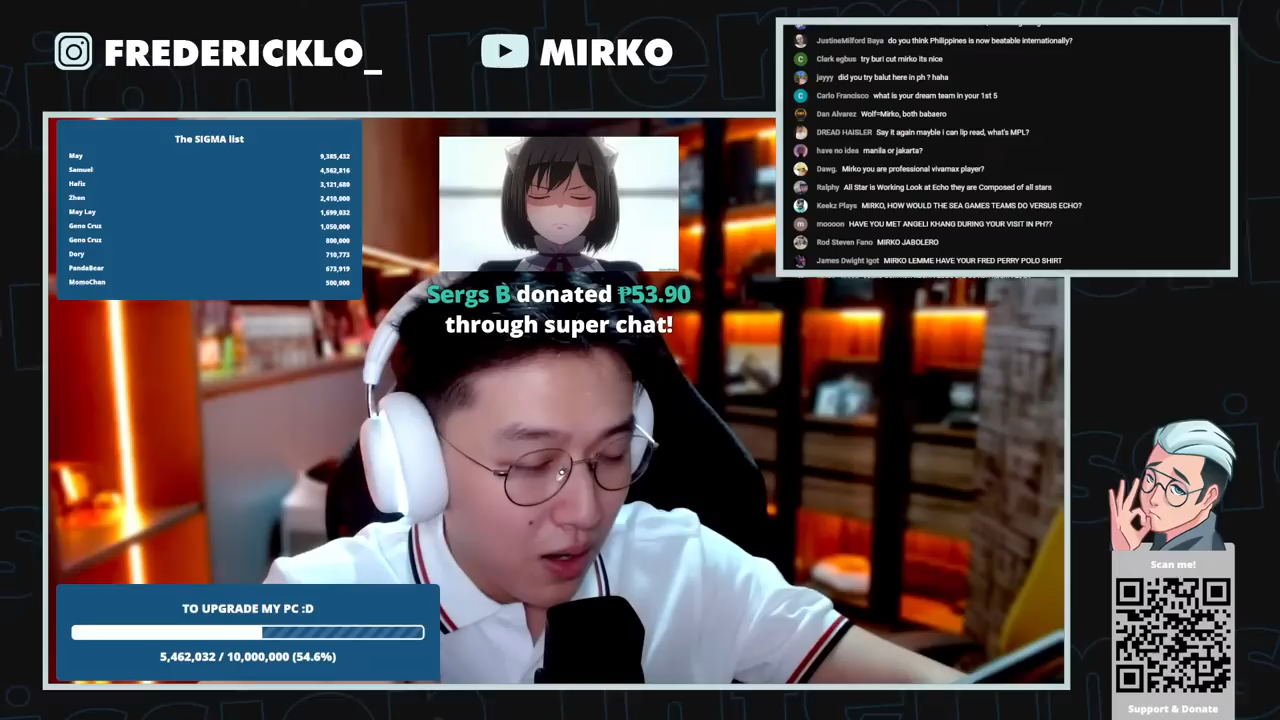 FREDERICKLO_
MIRKO
JustineMilford Baya do you think Philippines is now beatable internationally?
Clark egbus try buri cut mirko its nice
jayyy did you try balut here in ph ? haha
C Carlo Francisco what is your dream team in your 1st 5
Dan Alvarez Wolf=Mirko, both babaero
DREAD HAISLER Say it again mayble i can lip read, what's MPL?
have no idea manila or jakarta?
Dawg. Mirko you are professional vivamax player?
Ralphy All Star is Working Look at Echo they are Composed of all stars
Keekz Plays MIRKO, HOW WOULD THE SEA GAMES TEAMS DO VERSUS ECHO?
m moooon HAVE YOU MET ANGELI KHANG DURING YOUR VISIT IN PH??
Rod Steven Fano MIRKO JABOLERO
James Dwight Igot MIRKO LEMME HAVE YOUR FRED PERRY POLO SHIRT
The SIGMA list
May 9,385,432
Samuel 4,562,816
Hafiz 3,121,680
Zhen 2,410,000
May Lay 1,699,032
Geno Cruz 1,050,000
Geno Cruz 800,000
Dory 710,773
PandaBear 673,919
MomoChan 500,000
Sergs B donated ₱53.90
through super chat!
TO UPGRADE MY PC :D
5,462,032 / 10,000,000 (54.6%)
Scan me!
Support & Donate